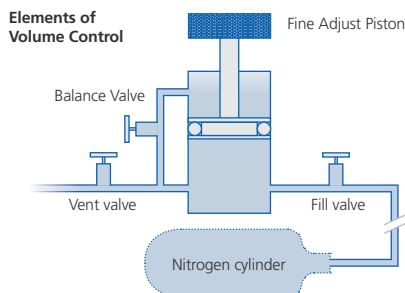 Elements of
Volume Control
Fine Adjust Piston
Balance Valve
Vent valve
Fill valve
Nitrogen cylinder